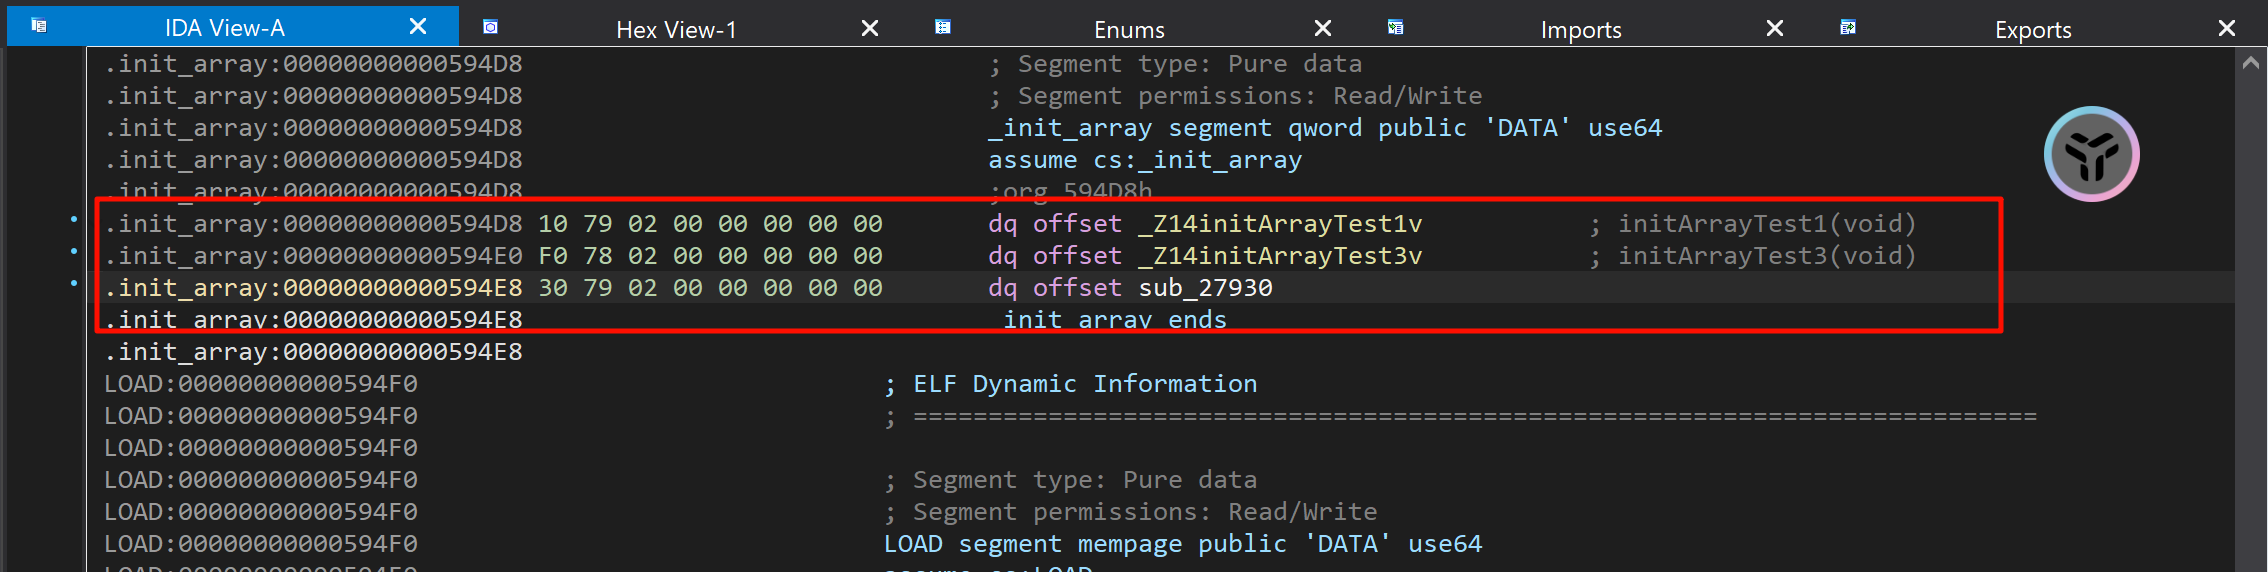 IDA View-A Hex View-1 Enums Imports Exports
.init_array:00000000000594D8 ; Segment type: Pure data
.init_array:00000000000594D8 ; Segment permissions: Read/Write
.init_array:00000000000594D8 _init_array segment qword public 'DATA' use64
.init_array:00000000000594D8 assume cs:_init_array
.init_array:00000000000594D8 ;org 594D8h
.init_array:00000000000594D8 10 79 02 00 00 00 00 00 dq offset _Z14initArrayTest1v ; initArrayTest1(void)
.init_array:00000000000594E0 F0 78 02 00 00 00 00 00 dq offset _Z14initArrayTest3v ; initArrayTest3(void)
.init_array:00000000000594E8 30 79 02 00 00 00 00 00 dq offset sub_27930
.init_array:00000000000594E8 _init_array ends
.init_array:00000000000594E8
LOAD:00000000000594F0 ; ELF Dynamic Information
LOAD:00000000000594F0 ; ===========================================================================
LOAD:00000000000594F0
LOAD:00000000000594F0 ; Segment type: Pure data
LOAD:00000000000594F0 ; Segment permissions: Read/Write
LOAD:00000000000594F0 LOAD segment mempage public 'DATA' use64
LOAD:00000000000594F0 assume cs:LOAD